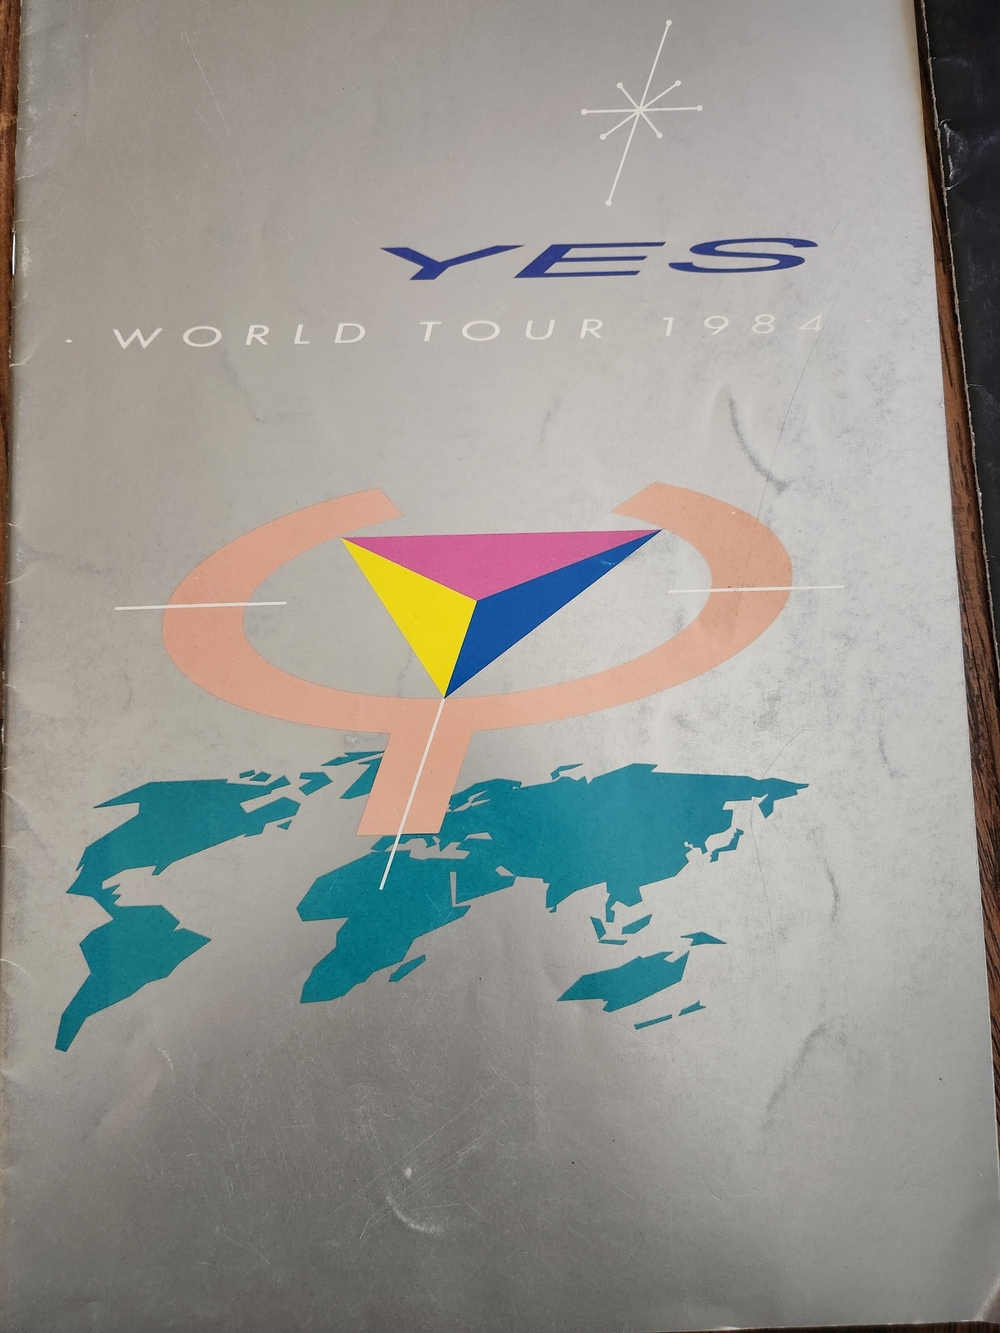 YES
· WORLD TOUR 1984 ·